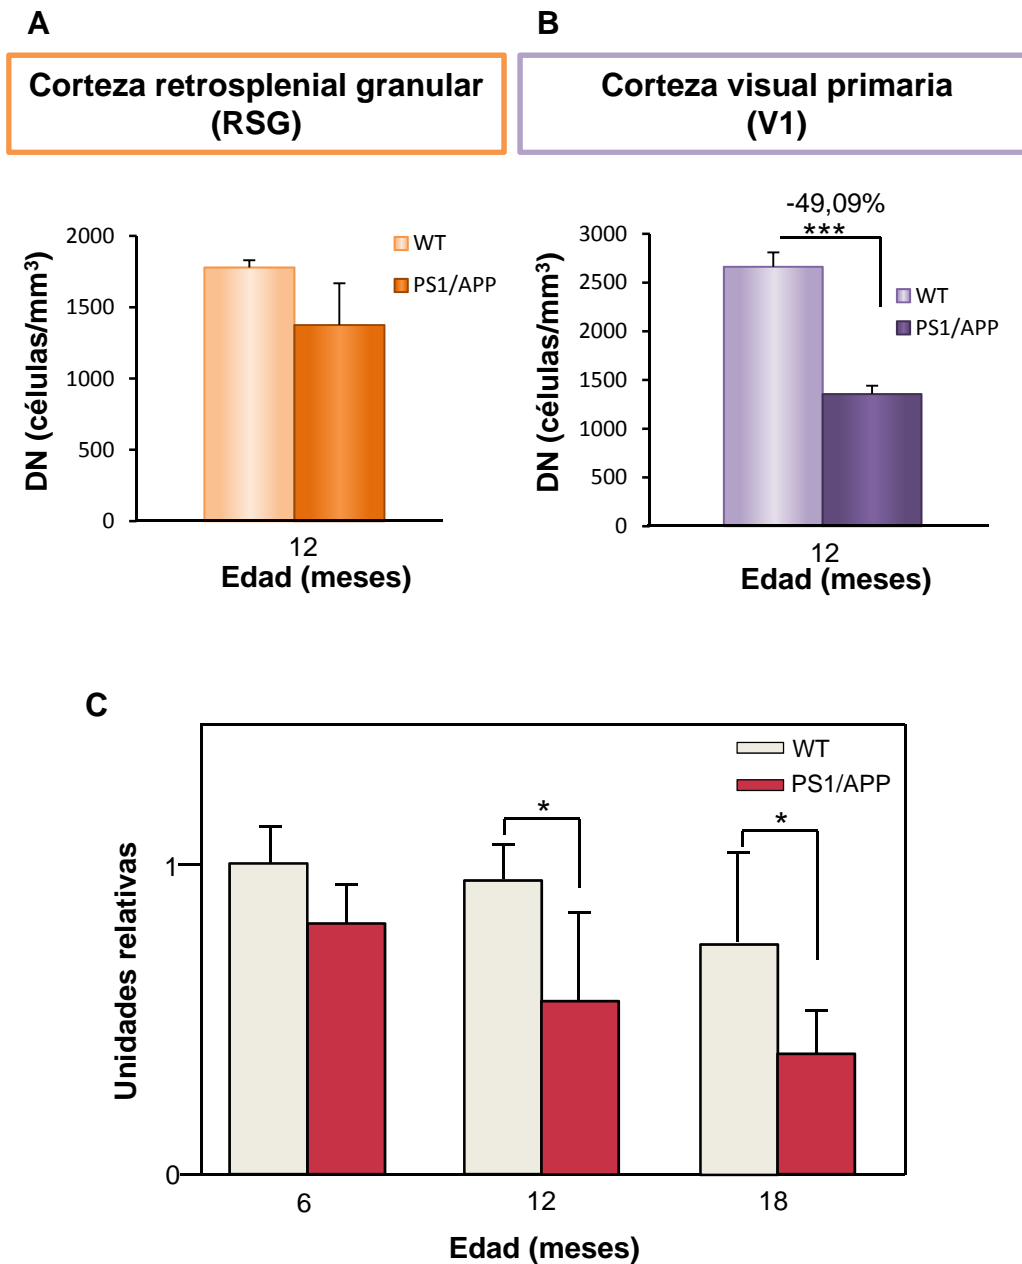 A
B
Corteza retrosplenial granular
(RSG)
Corteza visual primaria
(V1)
DN (células/mm³)
2000
1500
1000
500
0
WT
PS1/APP
12
Edad (meses)
-49,09%
***
DN (células/mm³)
3000
2500
2000
1500
1000
500
0
WT
PS1/APP
12
Edad (meses)
C
WT
PS1/APP
*
*
Unidades relativas
1
0
6
12
18
Edad (meses)